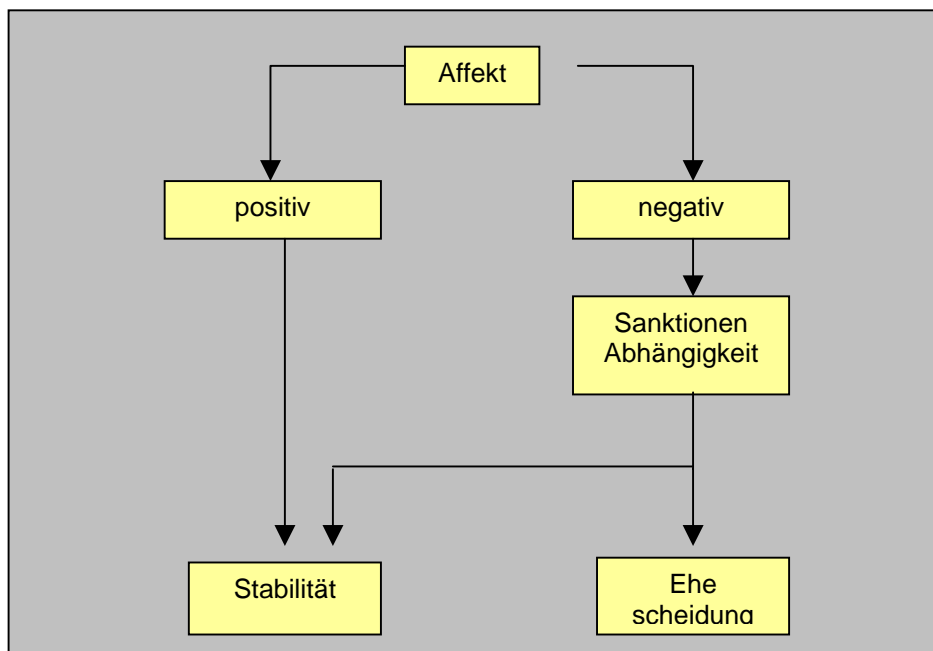 Affekt
positiv
negativ
Sanktionen
Abhängigkeit
Stabilität
Ehe
scheidung